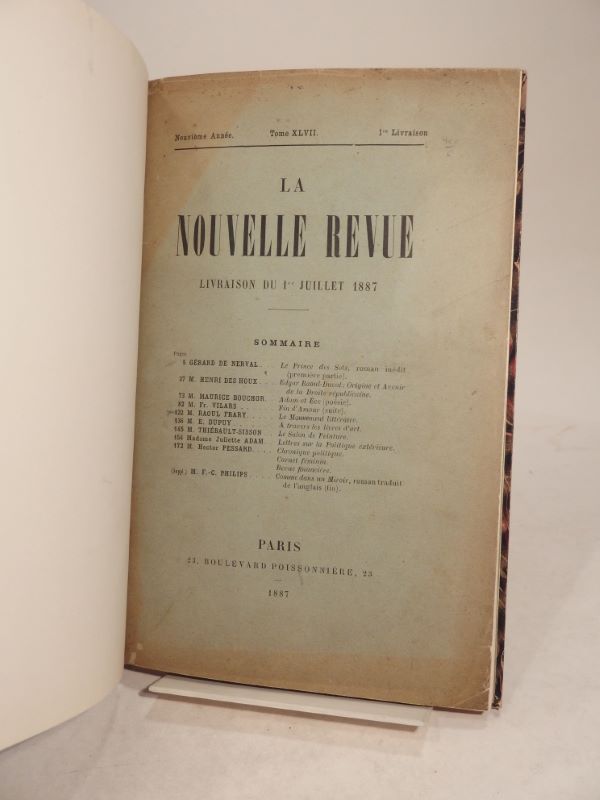 Neuvième Année. Tome XLVII. 1re Livraison
LA
NOUVELLE REVUE
LIVRAISON DU 1er JUILLET 1887
SOMMAIRE
Pages
5 GÉRARD DE NERVAL. . Le Prince des Sots, roman inédit
(première partie).
37 M. HENRI DES HOUX. . . . Edgar Raoul-Duval: Origine et Avenir
de la Droite républicaine.
73 M. MAURICE BOUCHOR. Adam et Ève (poésie).
82 M. Fr. VILARS . . Fin d'Amour (suite).
122 M. RAOUL FRARY. . . . Le Mouvement littéraire.
136 M. E. DUPUY. . . . A travers les livres d'art.
145 M. THIÉBAULT-SISSON Le Salon de Peinture.
154 Madame Juliette ADAM. Lettres sur la Politique extérieure.
172 M. Hector PESSARD. . . . Chronique politique.
Carnet féminin.
Revue financière.
(Suppl.) M. F.-C. PHILIPS. . . . Comme dans un Miroir, roman traduit
de l'anglais (fin).
PARIS
23, BOULEVARD POISSONNIÈRE, 23
1887